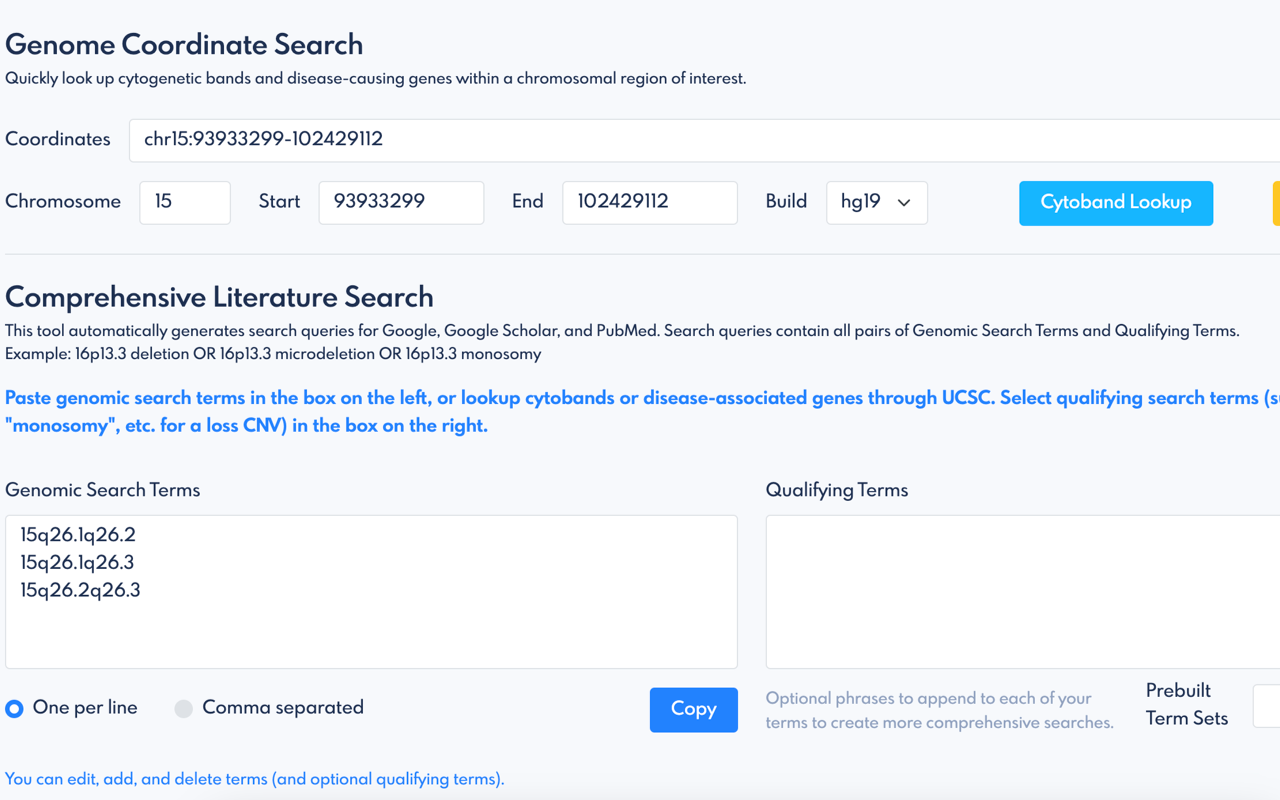 Genome Coordinate Search
Quickly look up cytogenetic bands and disease-causing genes within a chromosomal region of interest.
Coordinates chr15:93933299-102429112
Chromosome 15 Start 93933299 End 102429112 Build hg19 Cytoband Lookup
Comprehensive Literature Search
This tool automatically generates search queries for Google, Google Scholar, and PubMed. Search queries contain all pairs of Genomic Search Terms and Qualifying Terms.
Example: 16p13.3 deletion OR 16p13.3 microdeletion OR 16p13.3 monosomy
Paste genomic search terms in the box on the left, or lookup cytobands or disease-associated genes through UCSC. Select qualifying search terms
"monosomy", etc. for a loss CNV) in the box on the right.
Genomic Search Terms Qualifying Terms
15q26.1q26.2
15q26.1q26.3
15q26.2q26.3
One per line Comma separated Copy
Optional phrases to append to each of your
terms to create more comprehensive searches.
Prebuilt
Term Sets
You can edit, add, and delete terms (and optional qualifying terms).